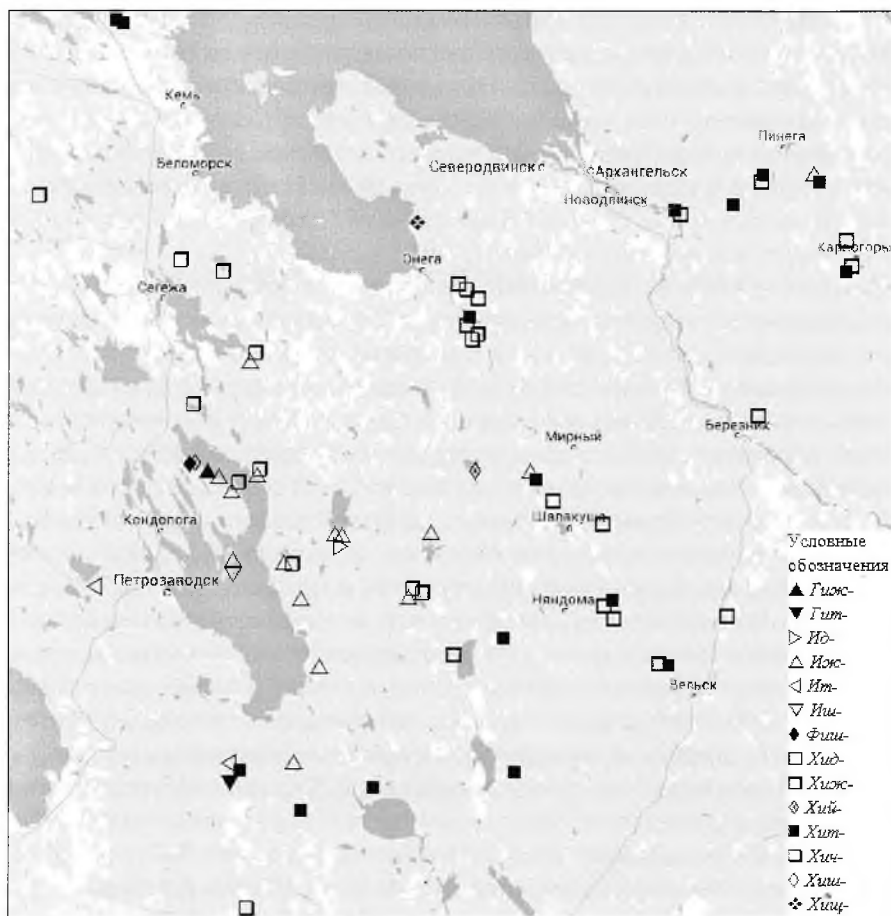 Кемь
Беломорск
Пинега
Северодвинск
Архангельск
Новодвинск
Онега
Карпогоры
Сегежа
Мирный
Березник
Шалакуша
Кондопога
Петрозаводск
Няндома
Вельск
Условные
обозначения
Гиж-
Гит-
Ид-
Иж-
Ит-
Иш-
Фиш-
Хид-
Хиж-
Хий-
Хит-
Хич-
Хиш-
Хищ-